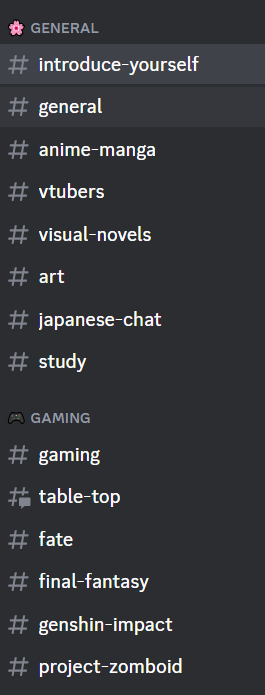 GENERAL
introduce-yourself
general
anime-manga
vtubers
visual-novels
art
japanese-chat
study
GAMING
gaming
table-top
fate
final-fantasy
genshin-impact
project-zomboid